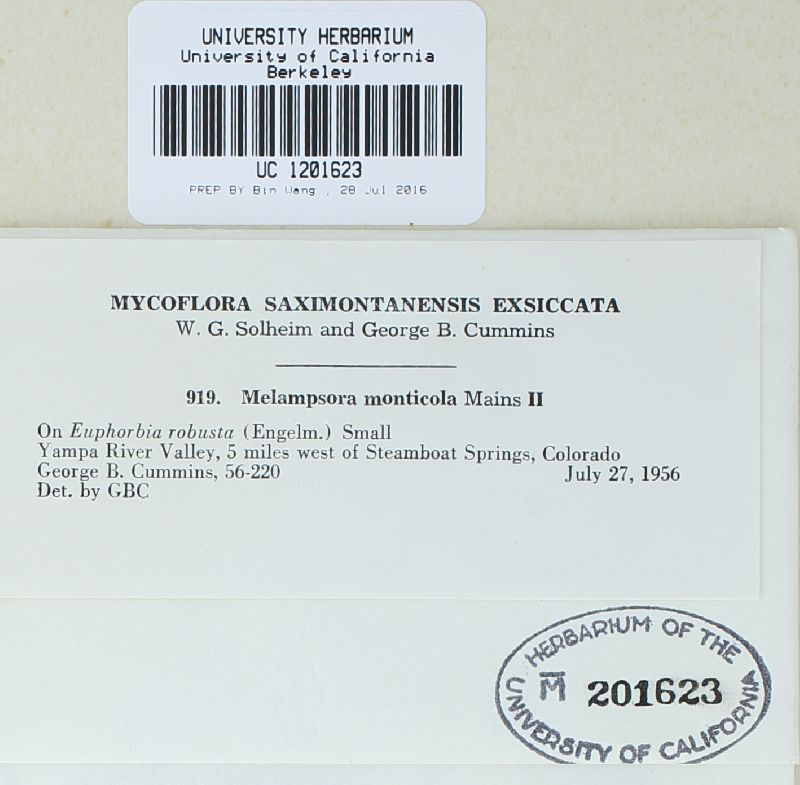 UNIVERSITY HERBARIUM
University of California
Berkeley
UC 1201623
PREP BY Bin Wang , 28 Jul 2016
MYCOFLORA SAXIMONTANENSIS EXSICCATA
W. G. Solheim and George B. Cummins
919. Melampsora monticola Mains II
On Euphorbia robusta (Engelm.) Small
Yampa River Valley, 5 miles west of Steamboat Springs, Colorado
George B. Cummins, 56-220 July 27, 1956
Det. by GBC
HERBARIUM OF THE
M 201623
UNIVERSITY OF CALIFORNIA